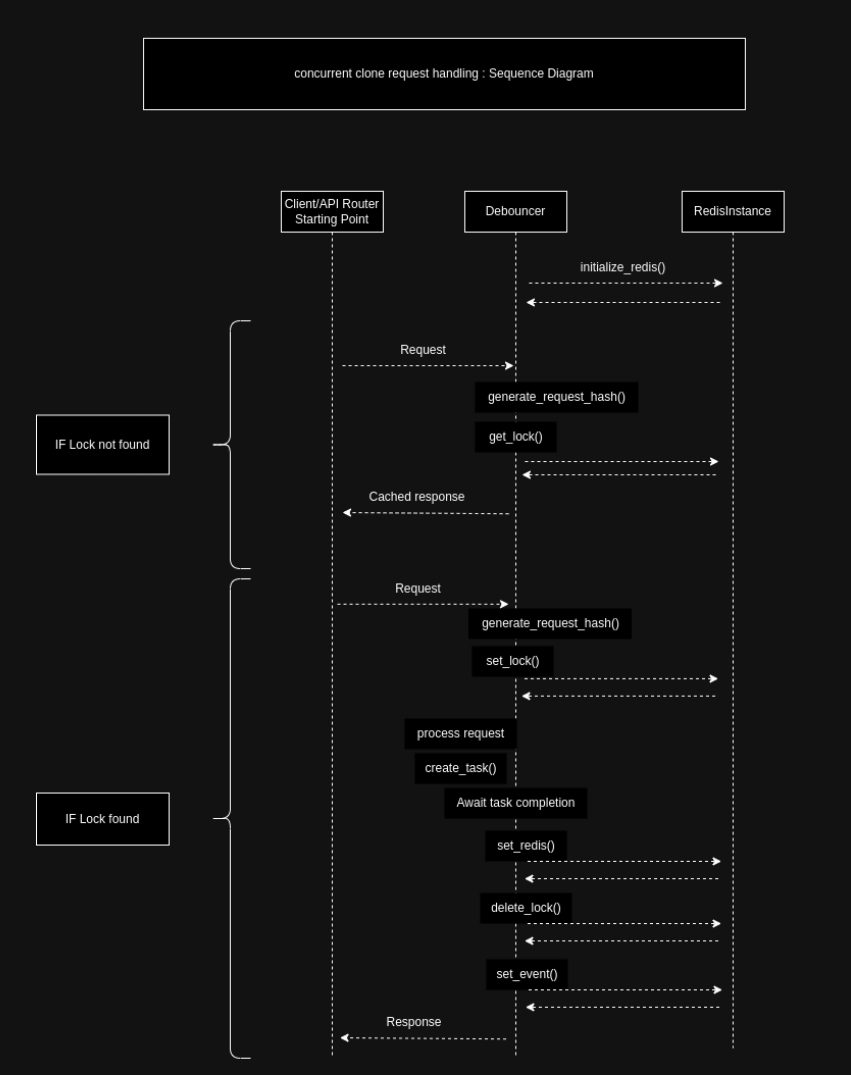 concurrent clone request handling : Sequence Diagram
Client/API Router
Starting Point
Debouncer
RedisInstance
initialize_redis()
Request
generate_request_hash()
get_lock()
IF Lock not found
Cached response
Request
generate_request_hash()
set_lock()
process request
create_task()
Await task completion
IF Lock found
set_redis()
delete_lock()
set_event()
Response